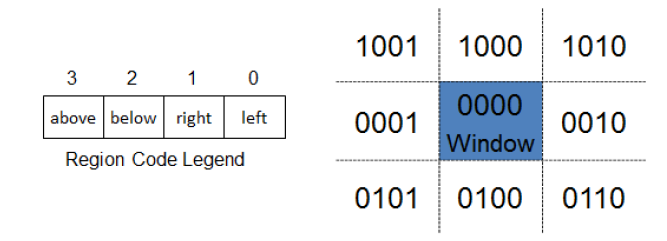 3 2 1 0
above below right left
Region Code Legend
1001 1000 1010
0001 0000 0010
Window
0101 0100 0110